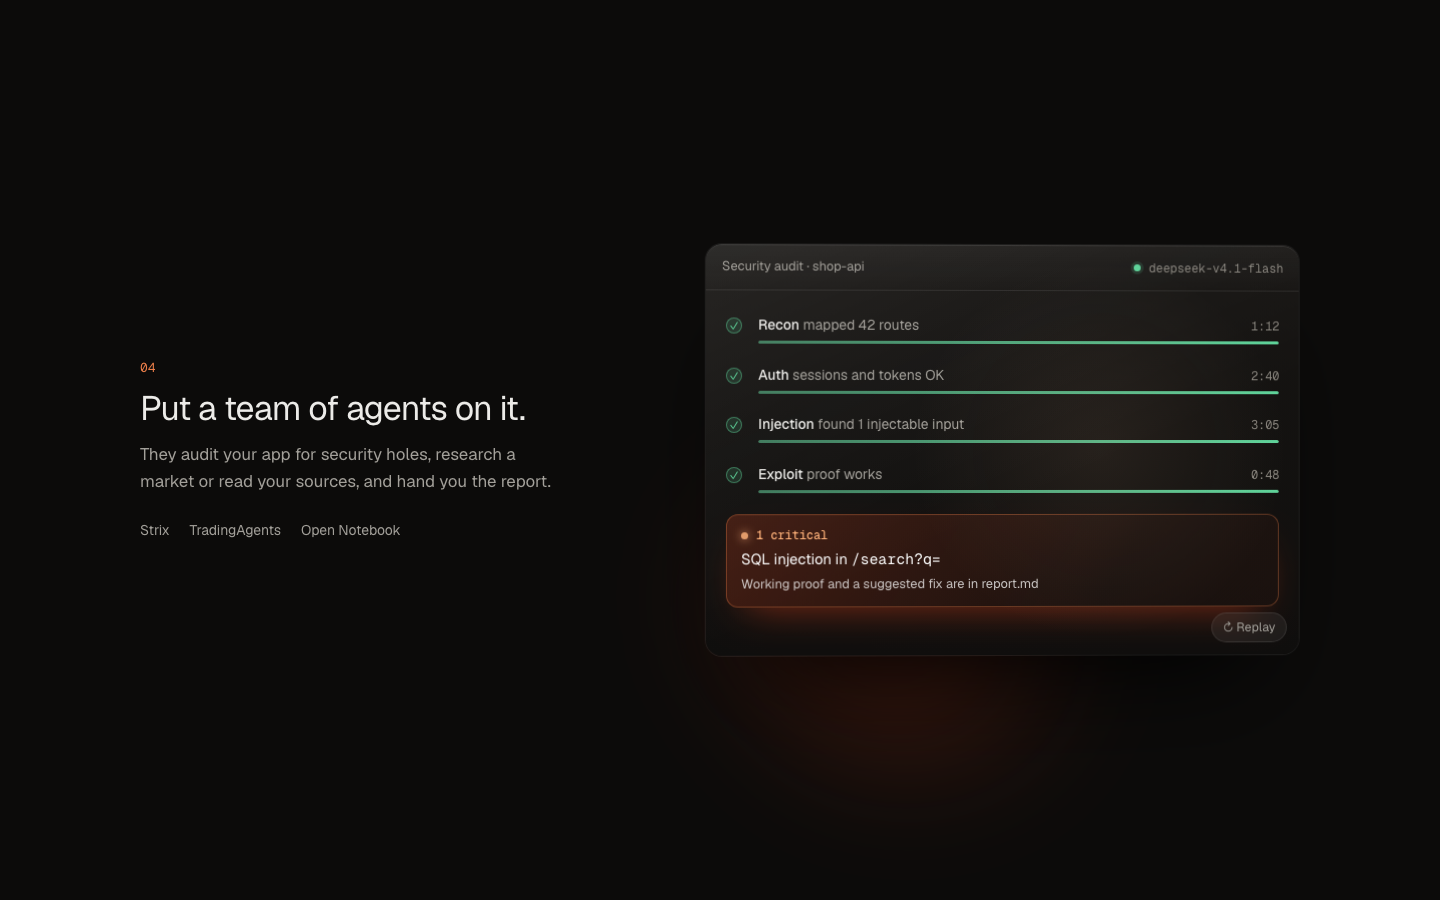 04
Put a team of agents on it.
They audit your app for security holes, research a
market or read your sources, and hand you the report.
Strix TradingAgents Open Notebook
Security audit · shop-api
deepseek-v4.1-flash
Recon mapped 42 routes 1:12
Auth sessions and tokens OK 2:40
Injection found 1 injectable input 3:05
Exploit proof works 0:48
1 critical
SQL injection in /search?q=
Working proof and a suggested fix are in report.md
Replay